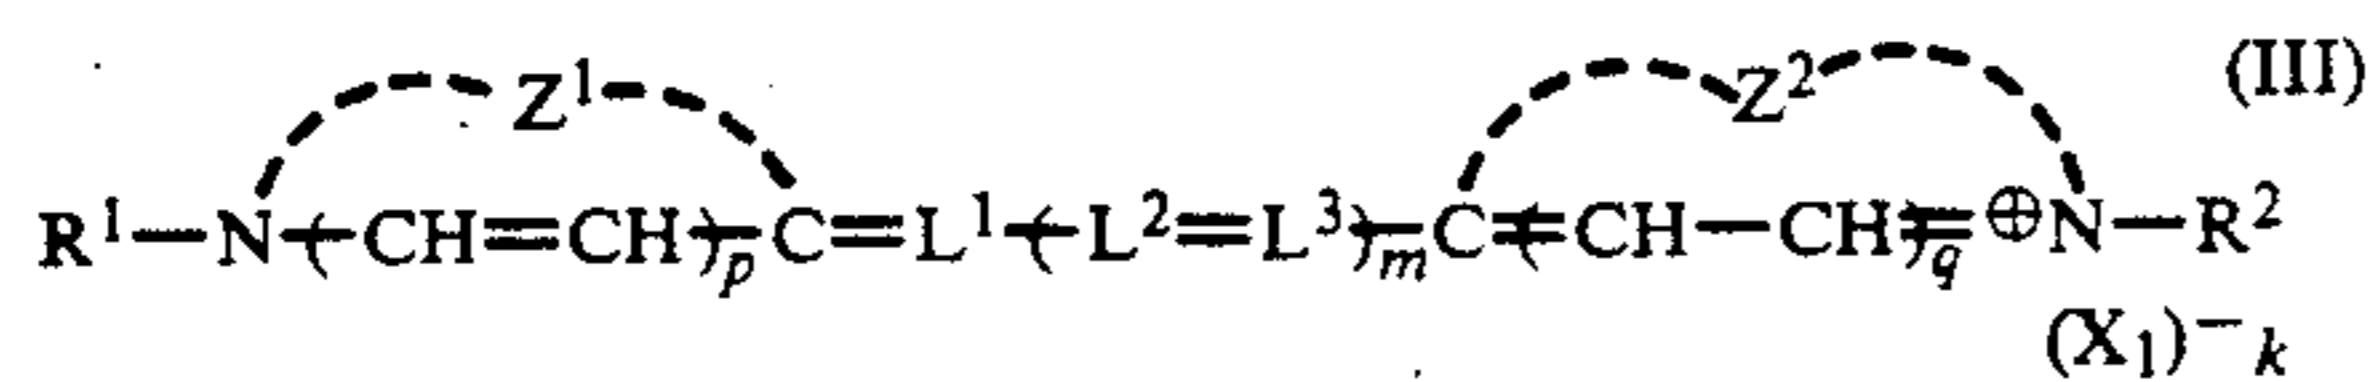 Z¹ Z² (III)
R¹—N—(CH=CH)ₚ—C=L¹—(L²=L³)ₘ—C=(CH—CH)q=⊕N—R²
(X₁)⁻ₖ